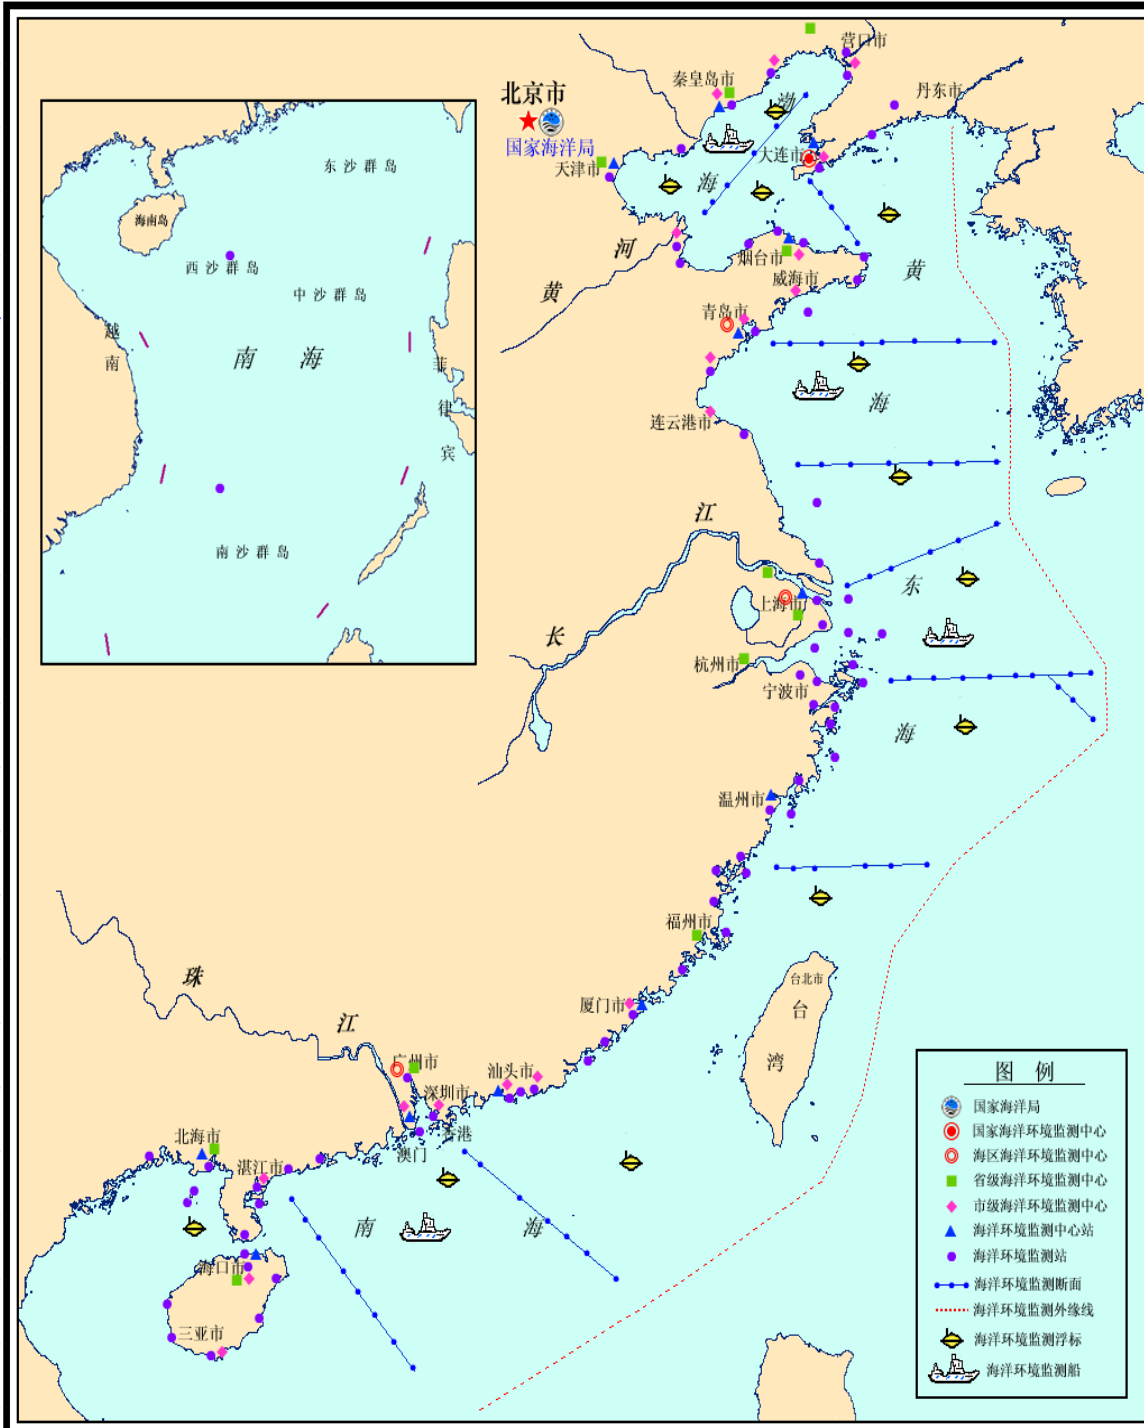 营口市
秦皇岛市
丹东市
北京市
国家海洋局
天津市
大连市
渤
海
黄
河
烟台市
威海市
青岛市
黄
海
连云港市
江
长
上海市
杭州市
宁波市
东
海
温州市
福州市
厦门市
台北市
台
湾
珠
江
广州市
深圳市
汕头市
香港
澳门
北海市
湛江市
海口市
三亚市
南
海
东沙群岛
海南岛
西沙群岛
中沙群岛
越
南
南 海
菲
律
宾
南沙群岛
图 例
国家海洋局
国家海洋环境监测中心
海区海洋环境监测中心
省级海洋环境监测中心
市级海洋环境监测中心
海洋环境监测中心站
海洋环境监测站
海洋环境监测断面
海洋环境监测外缘线
海洋环境监测浮标
海洋环境监测船